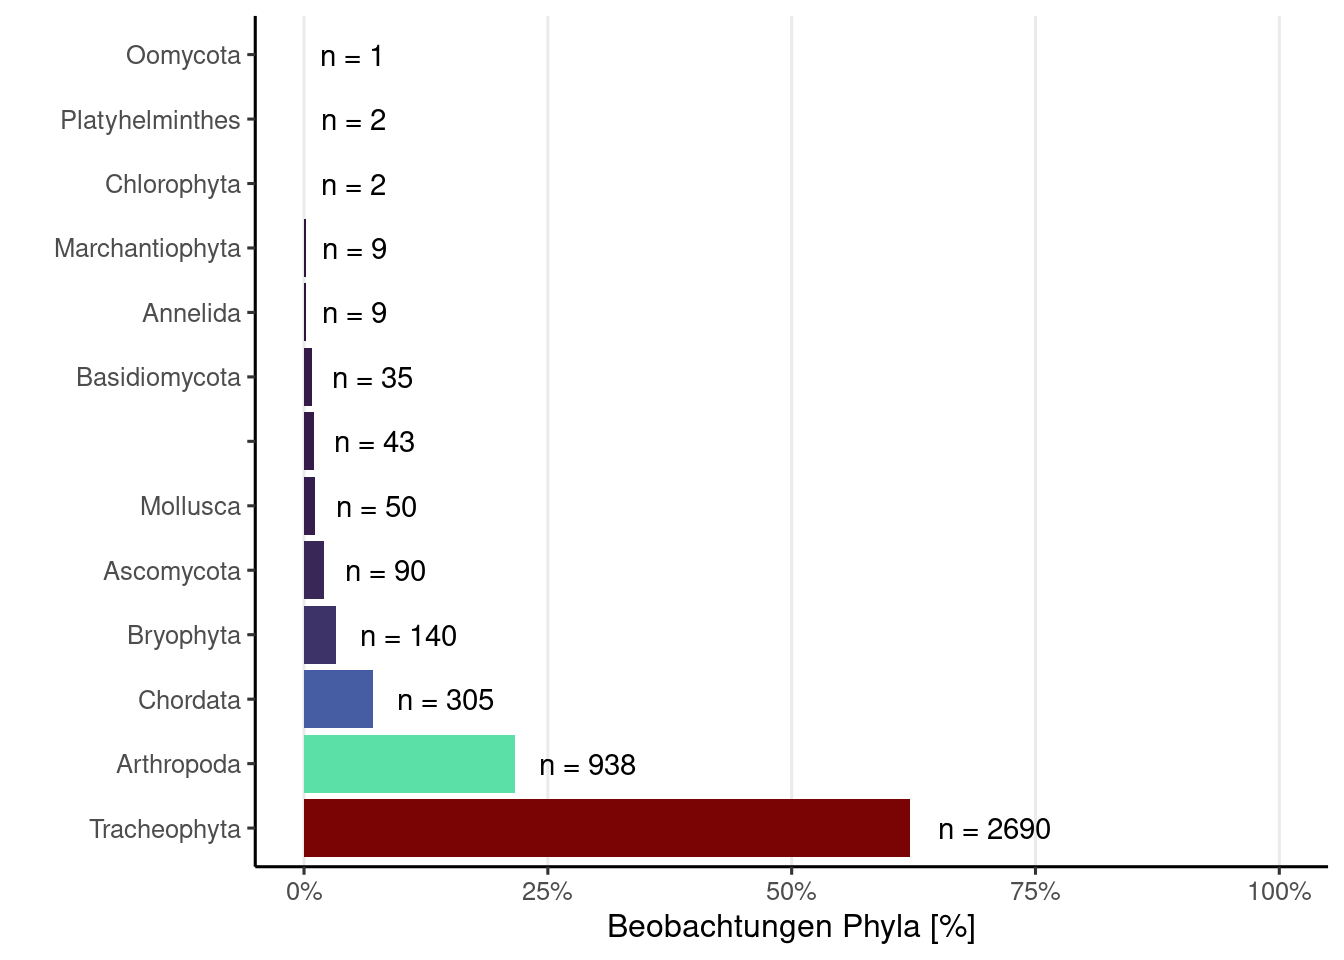 Oomycota n = 1
Platyhelminthes n = 2
Chlorophyta n = 2
Marchantiophyta n = 9
Annelida n = 9
Basidiomycota n = 35
n = 43
Mollusca n = 50
Ascomycota n = 90
Bryophyta n = 140
Chordata n = 305
Arthropoda n = 938
Tracheophyta n = 2690
0% 25% 50% 75% 100%
Beobachtungen Phyla [%]